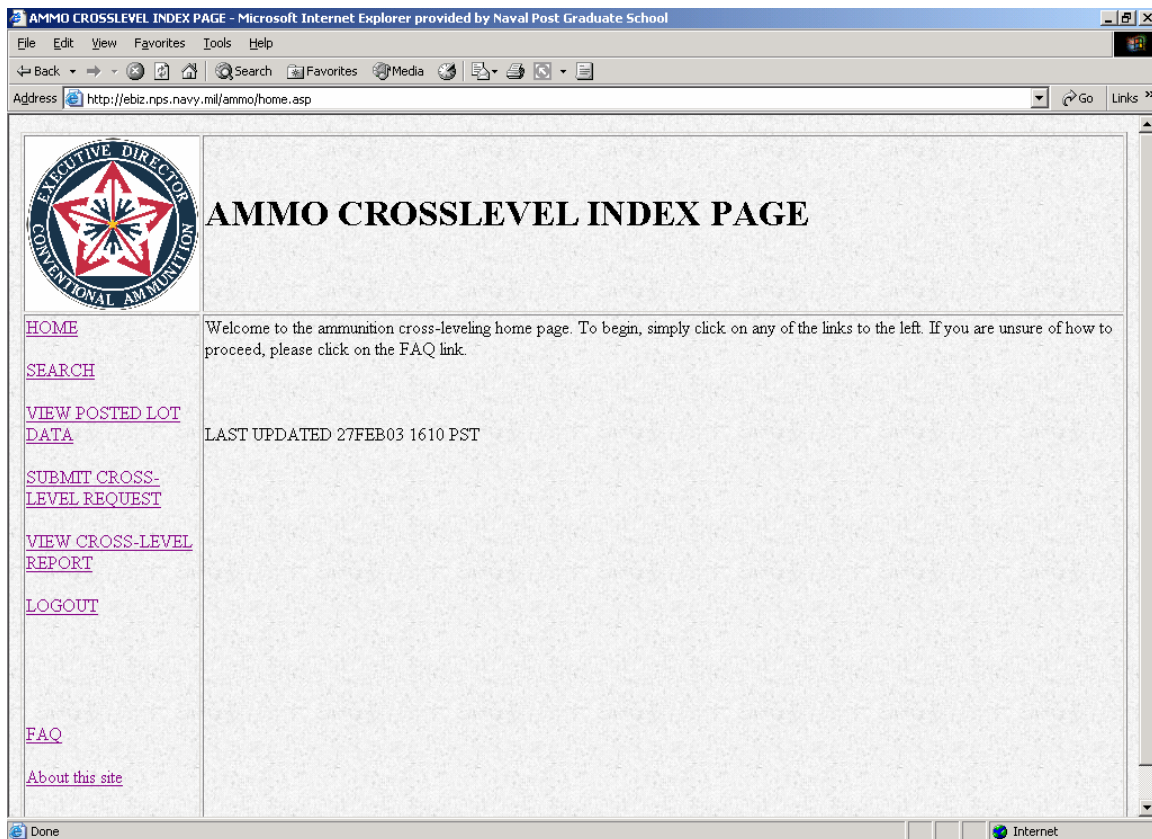 AMMO CROSSLEVEL INDEX PAGE - Microsoft Internet Explorer provided by Naval Post Graduate School
File Edit View Favorites Tools Help
Back Search Favorites Media
Address http://ebiz.nps.navy.mil/ammo/home.asp Go Links »
EXECUTIVE DIRECTOR
CONVENTIONAL AMMUNITION
AMMO CROSSLEVEL INDEX PAGE
HOME
SEARCH
VIEW POSTED LOT
DATA
SUBMIT CROSS-
LEVEL REQUEST
VIEW CROSS-LEVEL
REPORT
LOGOUT
FAQ
About this site
Welcome to the ammunition cross-leveling home page. To begin, simply click on any of the links to the left. If you are unsure of how to
proceed, please click on the FAQ link.
LAST UPDATED 27FEB03 1610 PST
Done Internet